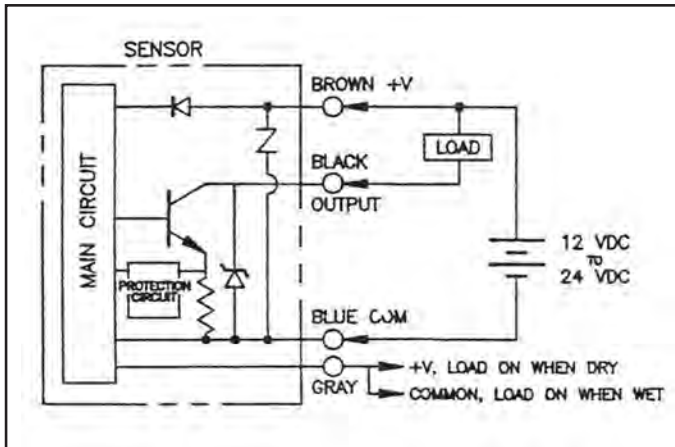 SENSOR
MAIN CIRCUIT
PROTECTION
CIRCUIT
BROWN +V
BLACK
OUTPUT
LOAD
12 VDC
TO
24 VDC
BLUE COM
GRAY
+V, LOAD ON WHEN DRY
COMMON, LOAD ON WHEN WET